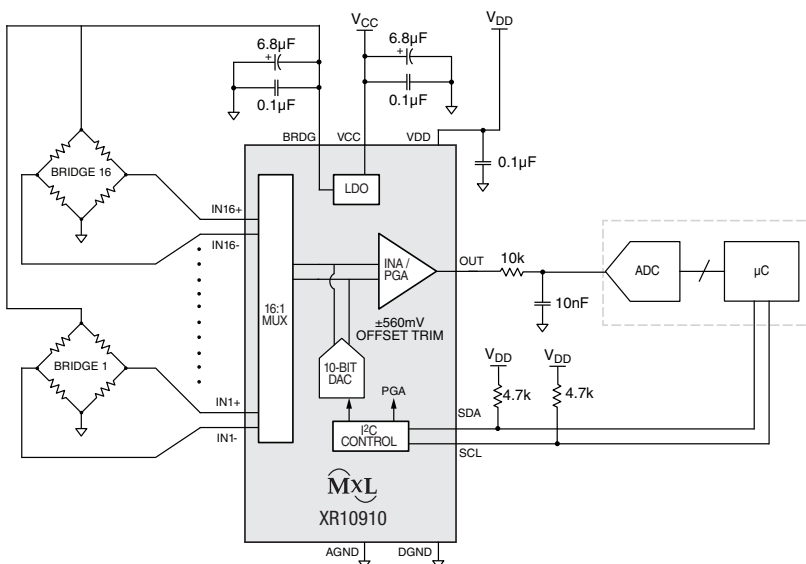 VCC
VDD
6.8µF
+
6.8µF
+
0.1µF
0.1µF
BRDG
VCC
VDD
0.1µF
BRIDGE 16
LDO
IN16+
IN16-
OUT
10k
ADC
µC
INA /
PGA
16:1
MUX
10nF
±560mV
OFFSET TRIM
BRIDGE 1
10-BIT
DAC
VDD
VDD
PGA
4.7k
4.7k
IN1+
SDA
I²C
CONTROL
IN1-
SCL
MXL
XR10910
AGND
DGND